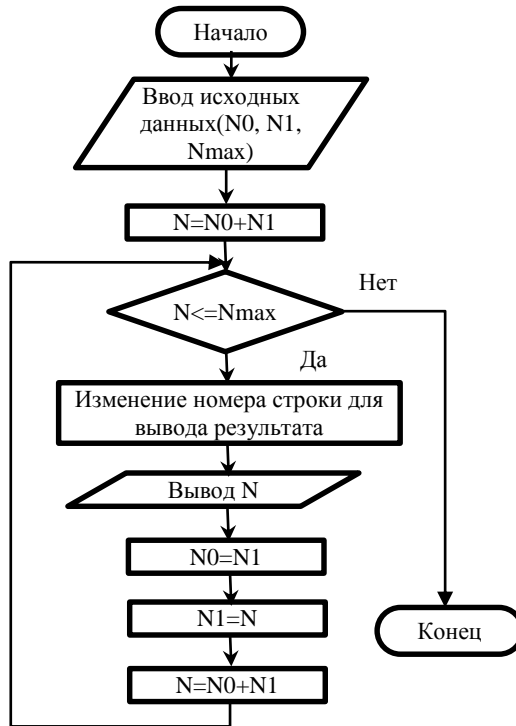 Начало
Ввод исходных
данных(N0, N1,
Nmax)
N=N0+N1
N<=Nmax
Нет
Да
Изменение номера строки для
вывода результата
Вывод N
N0=N1
N1=N
N=N0+N1
Конец